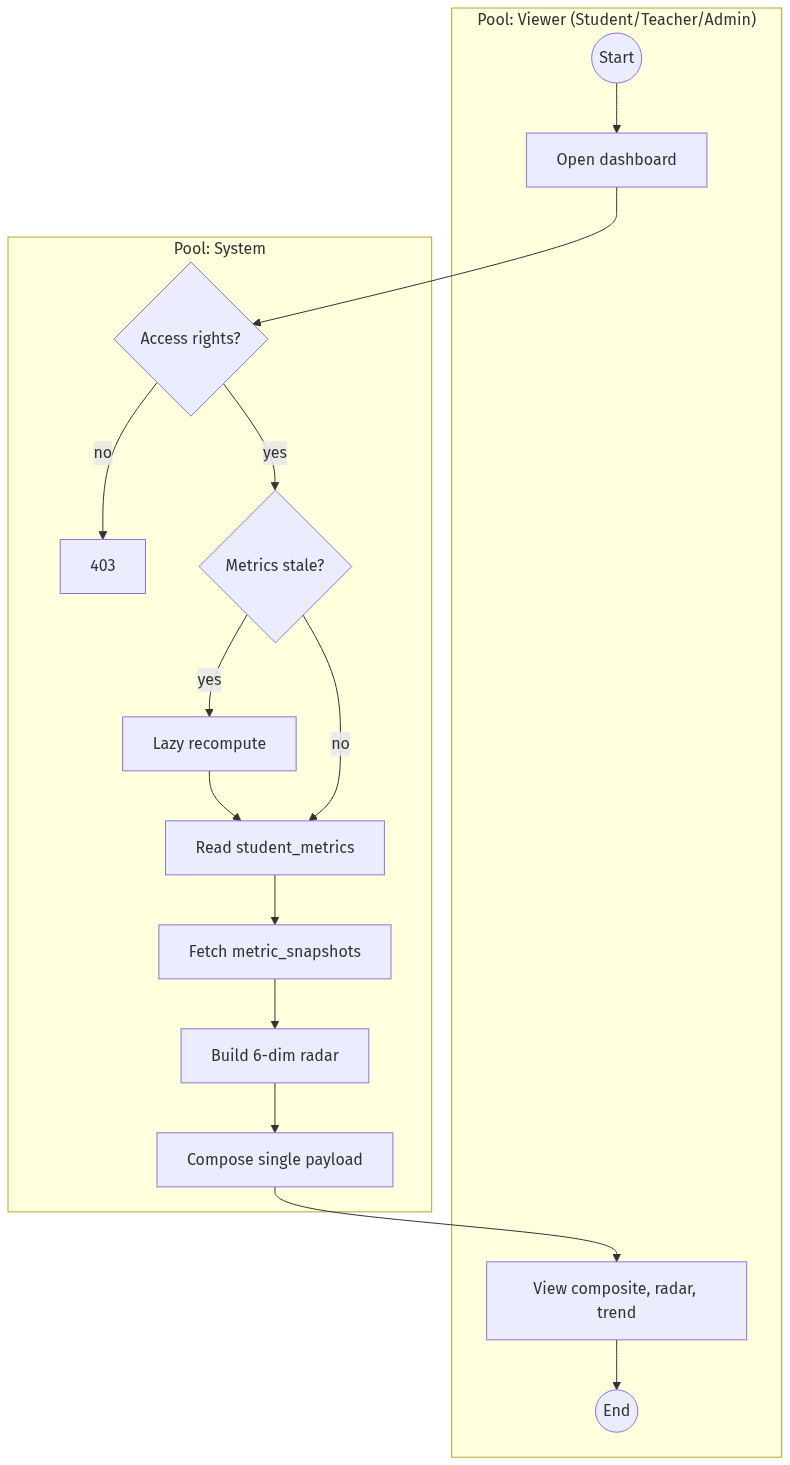 Pool: Viewer (Student/Teacher/Admin)
Start
Open dashboard
Pool: System
Access rights?
no
yes
403
Metrics stale?
yes
no
Lazy recompute
Read student_metrics
Fetch metric_snapshots
Build 6-dim radar
Compose single payload
View composite, radar,
trend
End